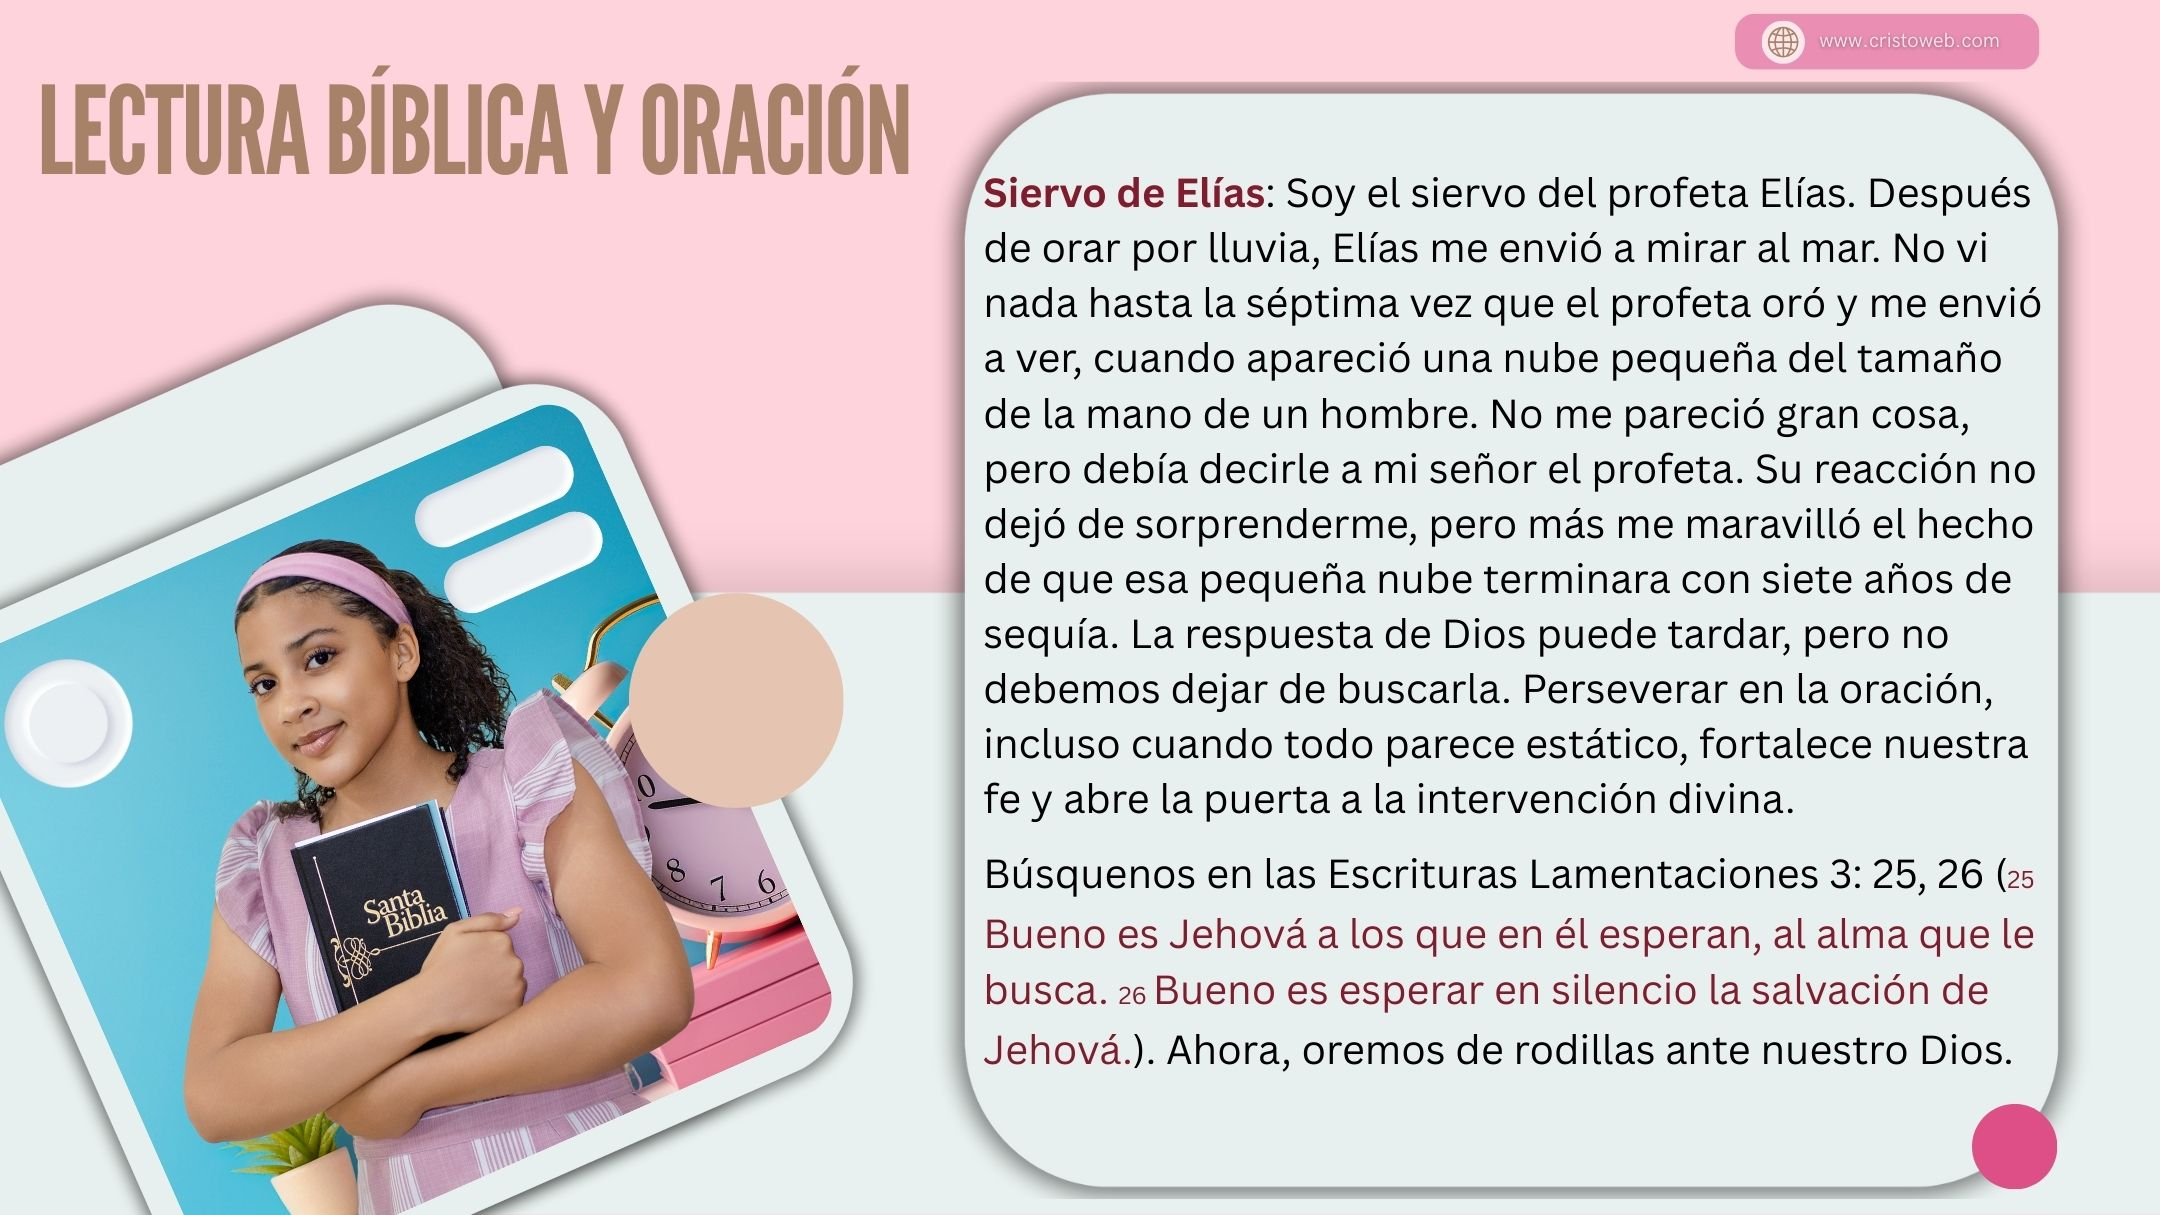 www.cristoweb.com
LECTURA BÍBLICA Y ORACIÓN
Siervo de Elías: Soy el siervo del profeta Elías. Después
de orar por lluvia, Elías me envió a mirar al mar. No vi
nada hasta la séptima vez que el profeta oró y me envió
a ver, cuando apareció una nube pequeña del tamaño
de la mano de un hombre. No me pareció gran cosa,
pero debía decirle a mi señor el profeta. Su reacción no
dejó de sorprenderme, pero más me maravilló el hecho
de que esa pequeña nube terminara con siete años de
sequía. La respuesta de Dios puede tardar, pero no
debemos dejar de buscarla. Perseverar en la oración,
incluso cuando todo parece estático, fortalece nuestra
fe y abre la puerta a la intervención divina.
Búsquenos en las Escrituras Lamentaciones 3: 25, 26 (25
Bueno es Jehová a los que en él esperan, al alma que le
busca. 26 Bueno es esperar en silencio la salvación de
Jehová.). Ahora, oremos de rodillas ante nuestro Dios.
Santa
Biblia
10
8
7
6